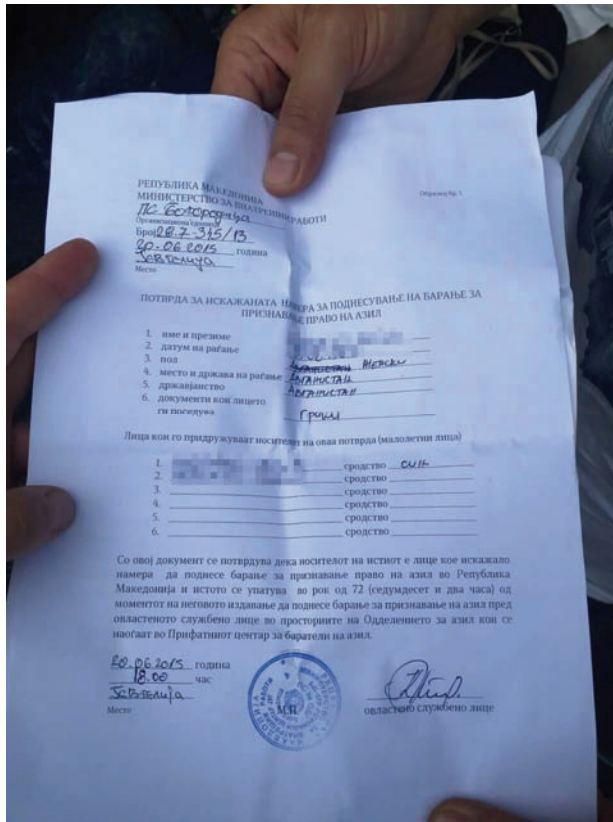 РЕПУБЛИКА МАКЕДОНИЈА
Образец бр. 1
МИНИСТЕРСТВО ЗА ВНАТРЕШНИ РАБОТИ
ПС Богородица
Организациона единица
Број 28.7-345/13
20.06.2015 година
Гевгелија
Место
ПОТВРДА ЗА ИСКАЖАНАТА НАМЕРА ЗА ПОДНЕСУВАЊЕ НА БАРАЊЕ ЗА
ПРИЗНАВАЊЕ ПРАВО НА АЗИЛ
1. име и презиме
2. датум на раѓање
3. пол женски
4. место и држава на раѓање Авганистан
5. државјанство Авганистан
6. документи кои лицето
ги поседува Грчки
Лица кои го придружуваат носителот на оваа потврда (малолетни лица)
1. сродство син
2. сродство
3. сродство
4. сродство
5. сродство
6. сродство
Со овој документ се потврдува дека носителот на истиот е лице кое искажало
намера да поднесе барање за признавање право на азил во Република
Македонија и истото се упатува во рок од 72 (седумдесет и два часа) од
моментот на неговото издавање да поднесе барање за признавање на азил пред
овластеното службено лице во просториите на Одделението за азил кои се
наоѓаат во Прифатниот центар за баратели на азил.
20.06.2015 година
18.00 час
Гевгелија
Место
М.П.
овластено службено лице